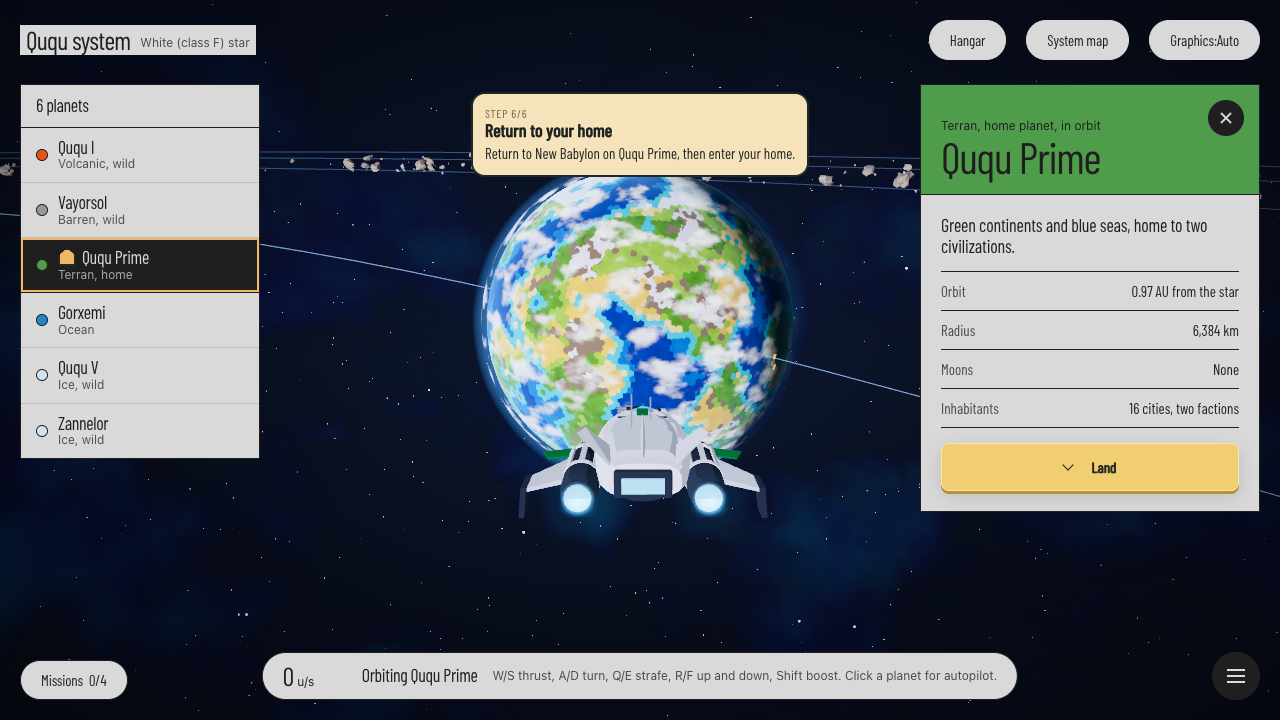 Ququ system White (class F) star
Hangar
System map
Graphics:Auto
6 planets
Ququ I
Volcanic, wild
Vayorsol
Barren, wild
Ququ Prime
Terran, home
Gorxemi
Ocean
Ququ V
Ice, wild
Zannelor
Ice, wild
STEP 6/6
Return to your home
Return to New Babylon on Ququ Prime, then enter your home.
Terran, home planet, in orbit
Ququ Prime
Green continents and blue seas, home to two
civilizations.
Orbit 0.97 AU from the star
Radius 6,384 km
Moons None
Inhabitants 16 cities, two factions
Land
Missions 0/4
0 u/s Orbiting Ququ Prime W/S thrust, A/D turn, Q/E strafe, R/F up and down, Shift boost. Click a planet for autopilot.